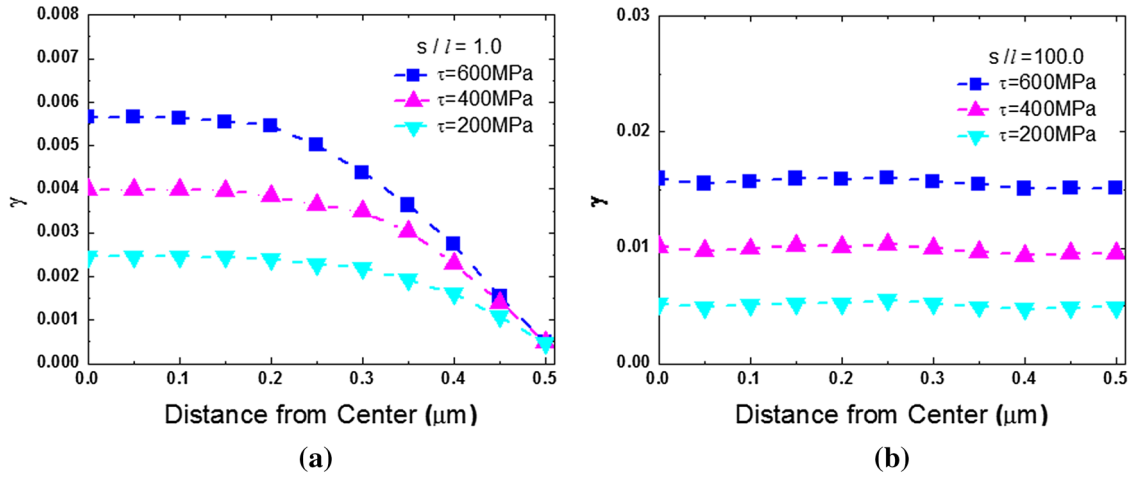 0.008
0.007
0.006
0.005
0.004
0.003
0.002
0.001
0.000
γ
s / l = 1.0
τ=600MPa
τ=400MPa
τ=200MPa
0.0 0.1 0.2 0.3 0.4 0.5
Distance from Center (μm)
(a)
0.03
0.02
0.01
0.00
γ
s /l =100.0
τ=600MPa
τ=400MPa
τ=200MPa
0.0 0.1 0.2 0.3 0.4 0.5
Distance from Center (μm)
(b)